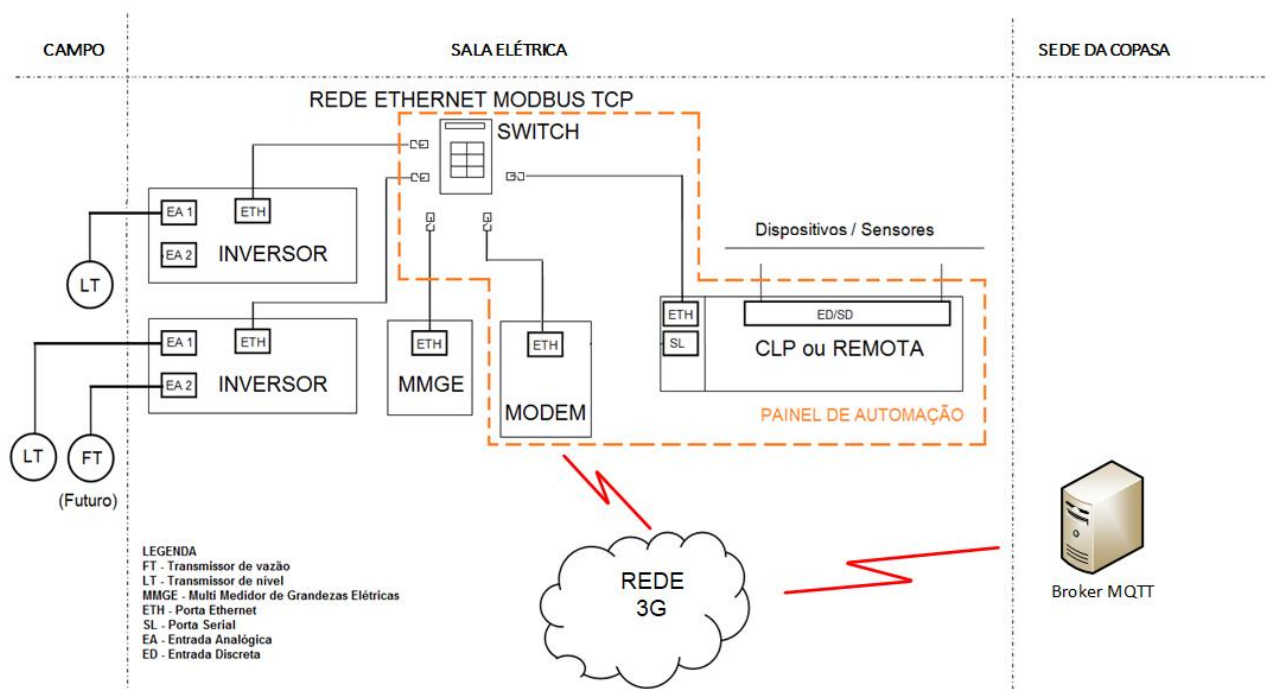 CAMPO
SALA ELÉTRICA
SEDE DA COPASA
REDE ETHERNET MODBUS TCP
SWITCH
EA 1
ETH
EA 2
INVERSOR
LT
EA 1
ETH
EA 2
INVERSOR
LT
FT
(Futuro)
ETH
MMGE
ETH
MODEM
Dispositivos / Sensores
ETH
ED/SD
SL
CLP ou REMOTA
PAINEL DE AUTOMAÇÃO
LEGENDA
FT - Transmissor de vazão
LT - Transmissor de nível
MMGE - Multi Medidor de Grandezas Elétricas
ETH - Porta Ethernet
SL - Porta Serial
EA - Entrada Analógica
ED - Entrada Discreta
REDE
3G
Broker MQTT